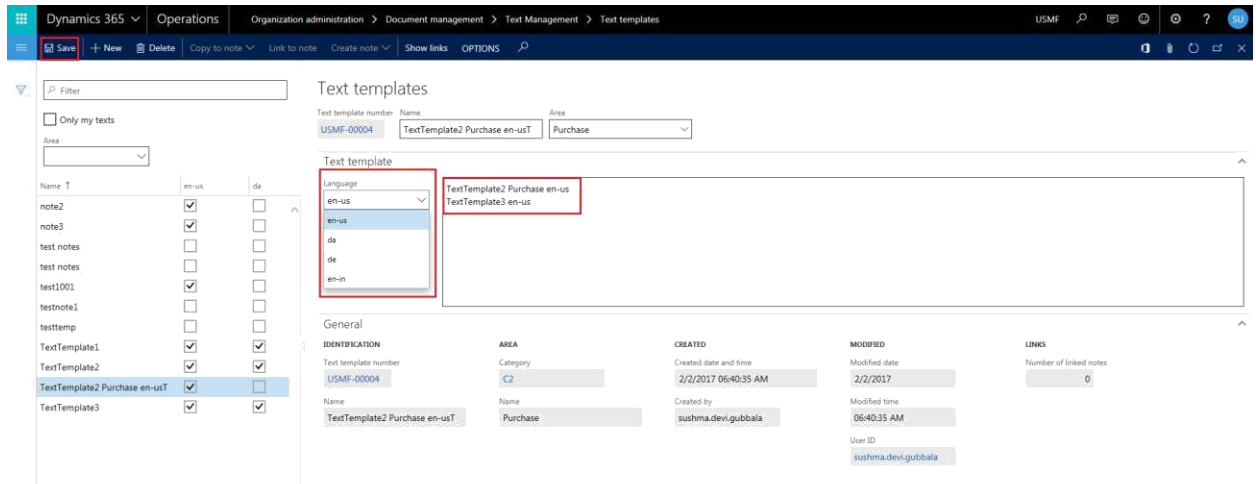 Dynamics 365 Operations Organization administration > Document management > Text Management > Text templates USMF ? SU
Save + New Delete Copy to note Link to note Create note Show links OPTIONS
Filter
Only my texts
Area
Name ↑ en-us da
note2
note3
test notes
test notes
test1001
testnote1
testtemp
TextTemplate1
TextTemplate2
TextTemplate2 Purchase en-usT
TextTemplate3
Text templates
Text template number Name Area
USMF-00004 TextTemplate2 Purchase en-usT Purchase
Text template
Language
en-us
en-us
da
de
en-in
TextTemplate2 Purchase en-us
TextTemplate3 en-us
General
IDENTIFICATION AREA CREATED MODIFIED LINKS
Text template number Category Created date and time Modified date Number of linked notes
USMF-00004 C2 2/2/2017 06:40:35 AM 2/2/2017 0
Name Name Created by Modified time
TextTemplate2 Purchase en-usT Purchase sushma.devi.gubbala 06:40:35 AM
User ID
sushma.devi.gubbala